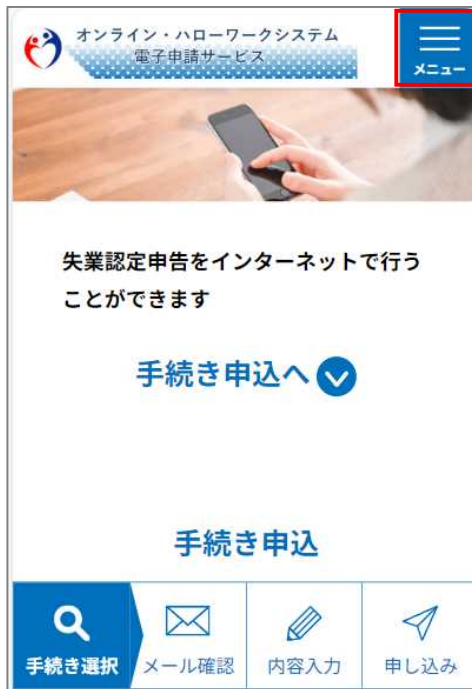 オンライン・ハローワークシステム
電子申請サービス
メニュー
失業認定申告をインターネットで行う
ことができます
手続き申込へ
手続き申込
手続き選択
メール確認
内容入力
申し込み